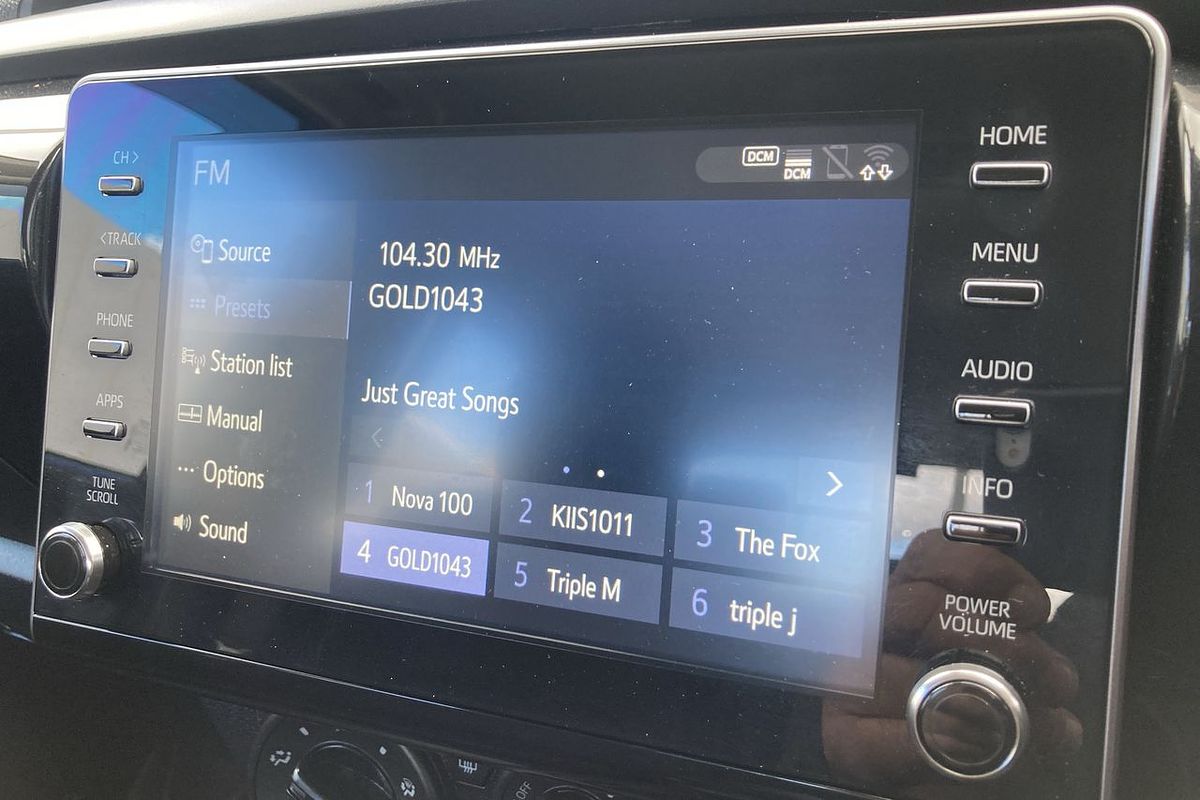 CH >
< TRACK
PHONE
APPS
TUNE
SCROLL
FM
DCM
DCM
Source
Presets
Station list
Manual
Options
Sound
104.30 MHz
GOLD1043
Just Great Songs
1 Nova 100
2 KIIS1011
3 The Fox
4 GOLD1043
5 Triple M
6 triple j
HOME
MENU
AUDIO
INFO
POWER
VOLUME
OFF